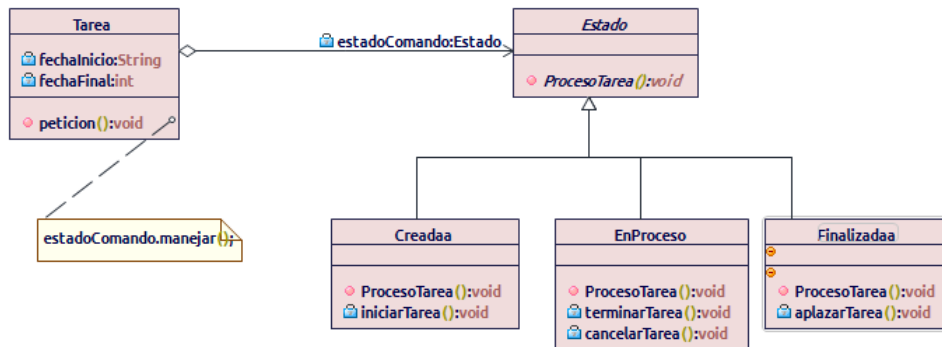 Tarea
fechaInicio:String
fechaFinal:int
peticion():void
estadoComando:Estado
Estado
ProcesoTarea():void
estadoComando.manejar();
Creadaa
ProcesoTarea():void
iniciarTarea():void
EnProceso
ProcesoTarea():void
terminarTarea():void
cancelarTarea():void
Finalizadaa
ProcesoTarea():void
aplazarTarea():void